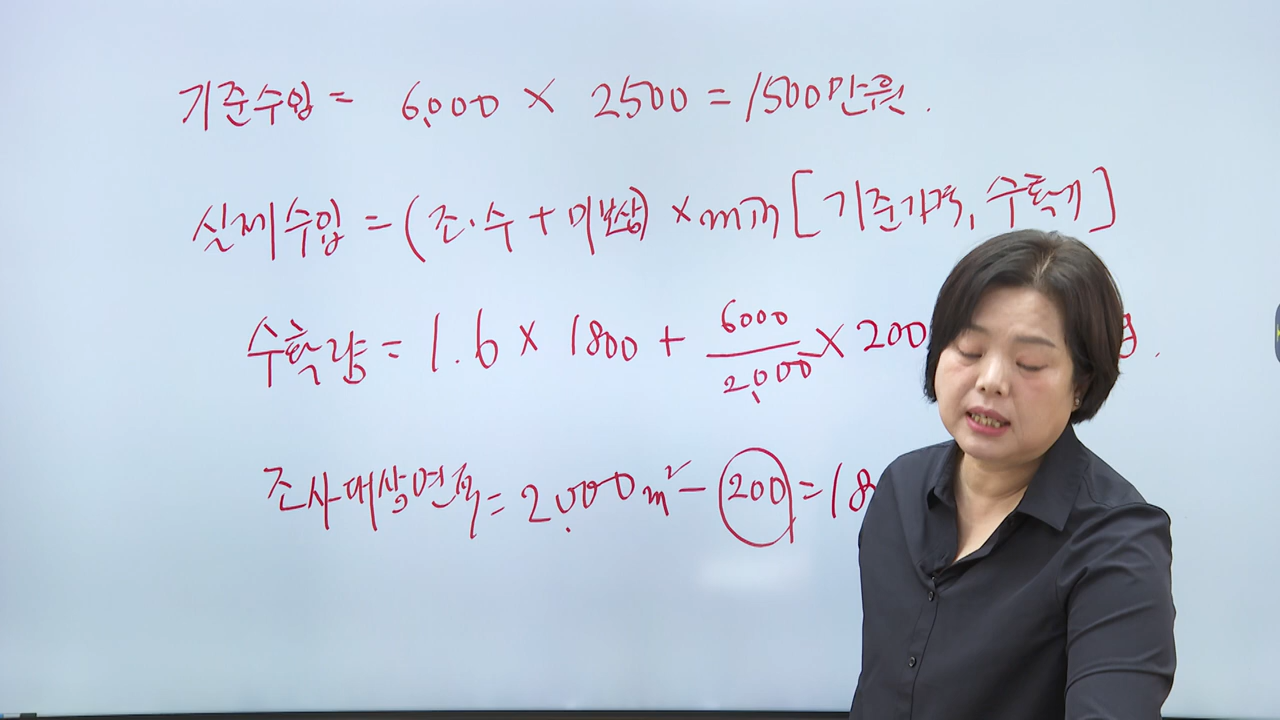 기준수입 = 6,000 × 2500 = 1500만원.
실제수입 = (조·수 + 미보상) × min [기준가격, 수확기]
수확량 = 1.6 × 1800 + 6000/2,000 × 200
조사대상면적 = 2,000m² - 200 = 18